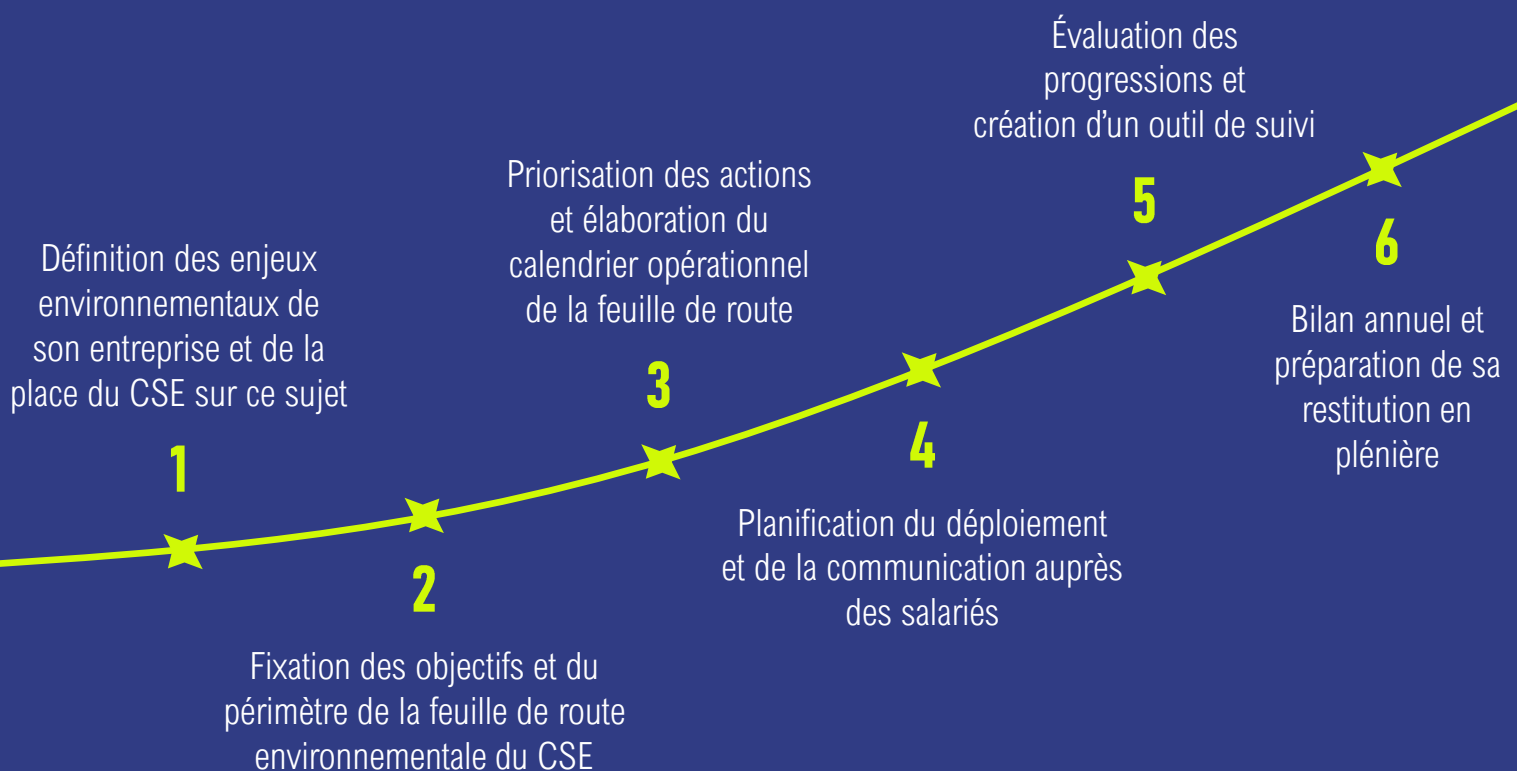 Définition des enjeux
environnementaux de
son entreprise et de la
place du CSE sur ce sujet
1
2
Fixation des objectifs et du
périmètre de la feuille de route
environnementale du CSE
Priorisation des actions
et élaboration du
calendrier opérationnel
de la feuille de route
3
4
Planification du déploiement
et de la communication auprès
des salariés
Évaluation des
progressions et
création d'un outil de suivi
5
6
Bilan annuel et
préparation de sa
restitution en
plénière